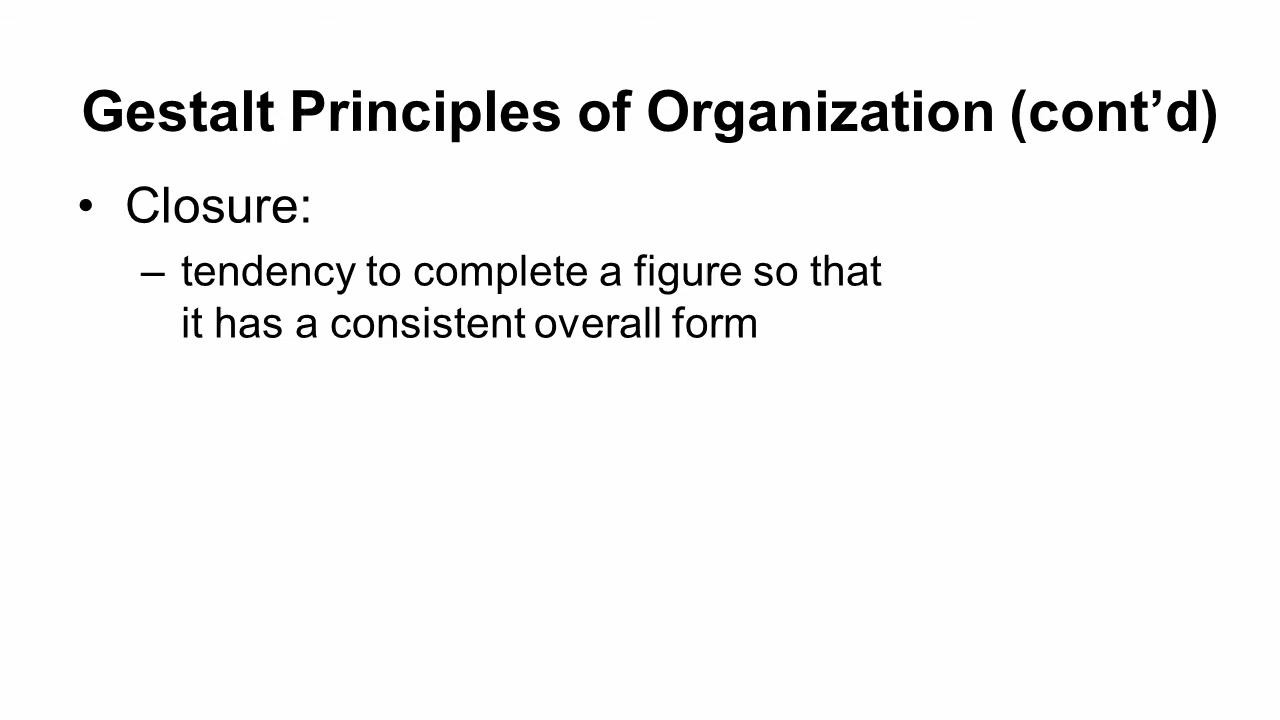 Gestalt Principles of Organization (cont’d)
• Closure:
– tendency to complete a figure so that
it has a consistent overall form